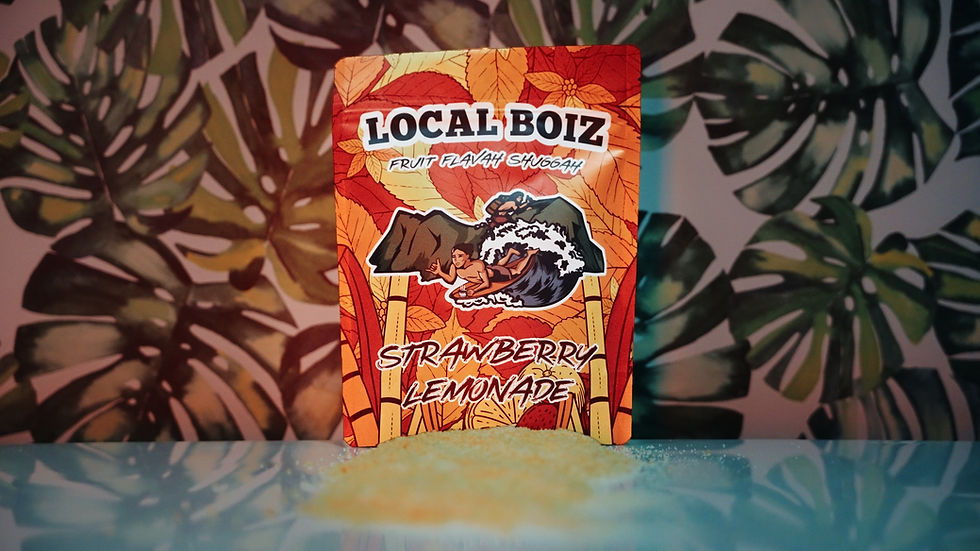 LOCAL BOIZ
FRUIT FLAVAH SHUGGAH
STRAWBERRY
LEMONADE